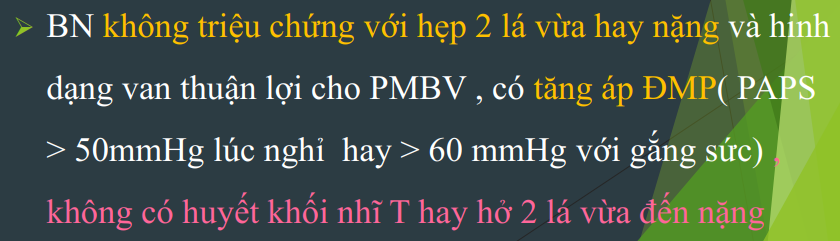 BN không triệu chứng với hẹp 2 lá vừa hay nặng và hinh
dạng van thuận lợi cho PMBV , có tăng áp ĐMP( PAPS
> 50mmHg lúc nghỉ hay > 60 mmHg với gắng sức) ,
không có huyết khối nhĩ T hay hở 2 lá vừa đến nặng